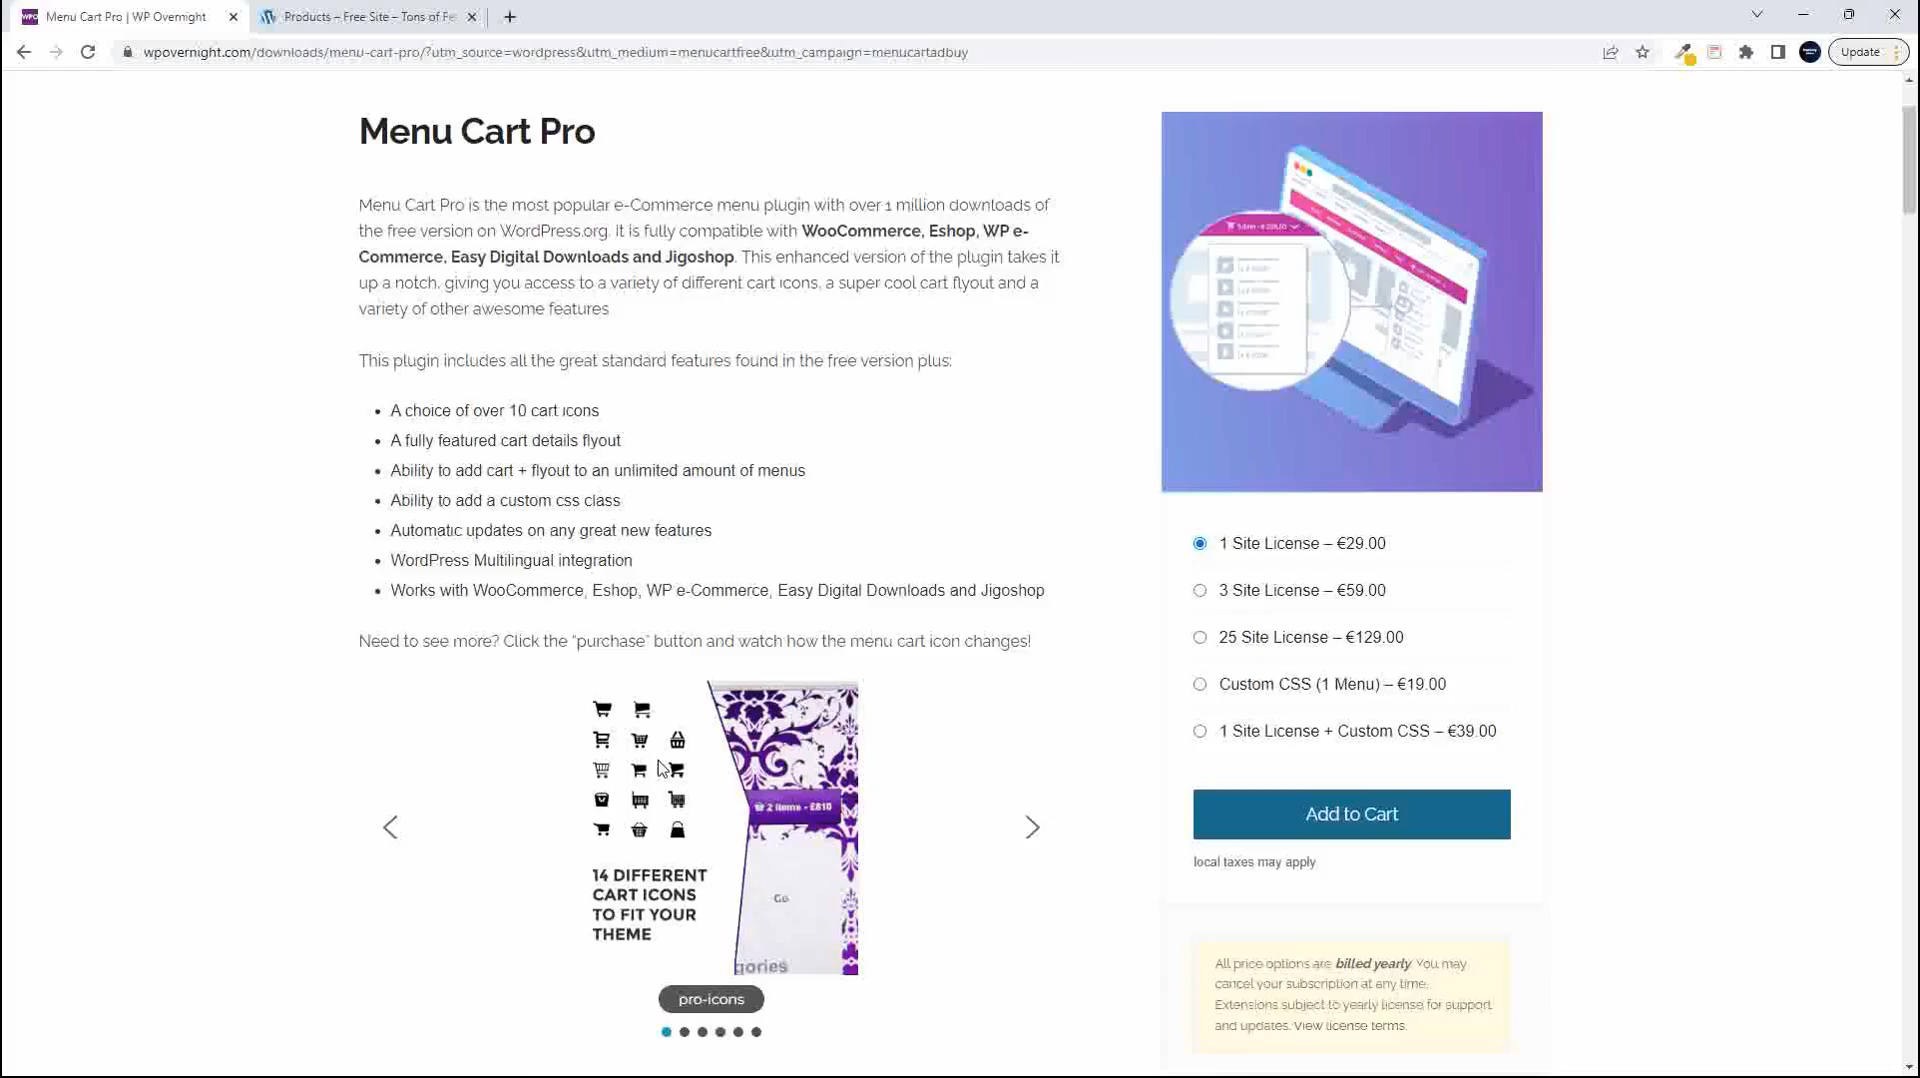 Menu Cart Pro | WP Overnight
Products – Free Site – Tons of Fe
wpovernight.com/downloads/menu-cart-pro/?utm_source=wordpress&utm_medium=menucartfree&utm_campaign=menucartadbuy
Update
Menu Cart Pro
Menu Cart Pro is the most popular e-Commerce menu plugin with over 1 million downloads of
the free version on WordPress.org. It is fully compatible with WooCommerce, Eshop, WP e-
Commerce, Easy Digital Downloads and Jigoshop. This enhanced version of the plugin takes it
up a notch, giving you access to a variety of different cart icons, a super cool cart flyout and a
variety of other awesome features
This plugin includes all the great standard features found in the free version plus:
• A choice of over 10 cart icons
• A fully featured cart details flyout
• Ability to add cart + flyout to an unlimited amount of menus
• Ability to add a custom css class
• Automatic updates on any great new features
• WordPress Multilingual integration
• Works with WooCommerce, Eshop, WP e-Commerce, Easy Digital Downloads and Jigoshop
Need to see more? Click the “purchase” button and watch how the menu cart icon changes!
2 items - £810
Go
14 DIFFERENT
CART ICONS
TO FIT YOUR
THEME
gories
pro-icons
1 Site License – €29.00
3 Site License – €59.00
25 Site License – €129.00
Custom CSS (1 Menu) – €19.00
1 Site License + Custom CSS – €39.00
Add to Cart
local taxes may apply
All price options are billed yearly. You may
cancel your subscription at any time.
Extensions subject to yearly license for support
and updates. View license terms.